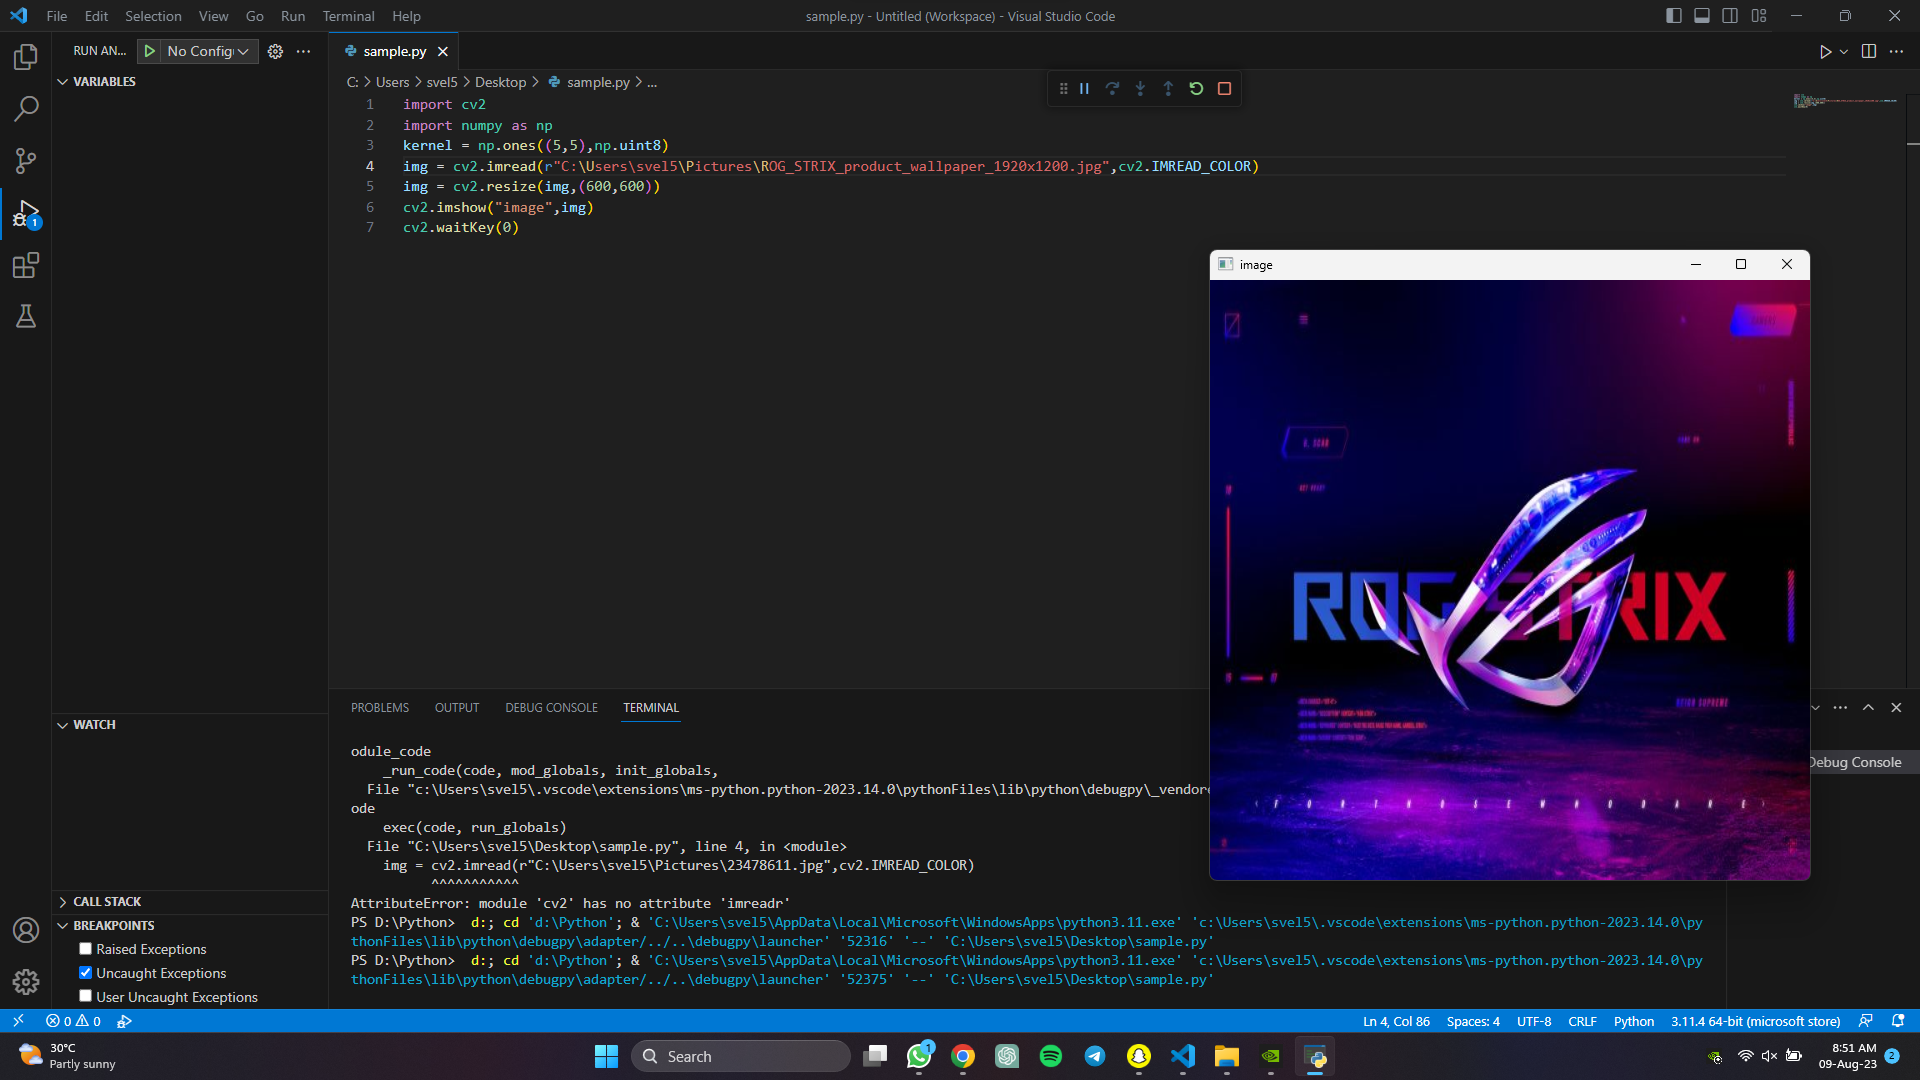 File Edit Selection View Go Run Terminal Help
sample.py - Untitled (Workspace) - Visual Studio Code
RUN AN... No Config
sample.py
VARIABLES
C: > Users > svel5 > Desktop > sample.py > ...
1 import cv2
2 import numpy as np
3 kernel = np.ones((5,5),np.uint8)
4 img = cv2.imread(r"C:\Users\svel5\Pictures\ROG_STRIX_product_wallpaper_1920x1200.jpg",cv2.IMREAD_COLOR)
5 img = cv2.resize(img,(600,600))
6 cv2.imshow("image",img)
7 cv2.waitKey(0)
1
image
ROG STRIX
F O R T H O S E W H O D A R E
WATCH
CALL STACK
BREAKPOINTS
Raised Exceptions
Uncaught Exceptions
User Uncaught Exceptions
PROBLEMS OUTPUT DEBUG CONSOLE TERMINAL
Debug Console
odule_code
_run_code(code, mod_globals, init_globals,
File "c:\Users\svel5\.vscode\extensions\ms-python.python-2023.14.0\pythonFiles\lib\python\debugpy\_vendore
ode
exec(code, run_globals)
File "C:\Users\svel5\Desktop\sample.py", line 4, in <module>
img = cv2.imread(r"C:\Users\svel5\Pictures\23478611.jpg",cv2.IMREAD_COLOR)
^^^^^^^^^^^
AttributeError: module 'cv2' has no attribute 'imreadr'
PS D:\Python>  d:; cd 'd:\Python'; & 'C:\Users\svel5\AppData\Local\Microsoft\WindowsApps\python3.11.exe' 'c:\Users\svel5\.vscode\extensions\ms-python.python-2023.14.0\py
thonFiles\lib\python\debugpy\adapter/../..\debugpy\launcher' '52316' '--' 'C:\Users\svel5\Desktop\sample.py'
PS D:\Python>  d:; cd 'd:\Python'; & 'C:\Users\svel5\AppData\Local\Microsoft\WindowsApps\python3.11.exe' 'c:\Users\svel5\.vscode\extensions\ms-python.python-2023.14.0\py
thonFiles\lib\python\debugpy\adapter/../..\debugpy\launcher' '52375' '--' 'C:\Users\svel5\Desktop\sample.py'
0 0
Ln 4, Col 86 Spaces: 4 UTF-8 CRLF Python 3.11.4 64-bit (microsoft store)
30°C
Partly sunny
Search
1
8:51 AM
09-Aug-23
2